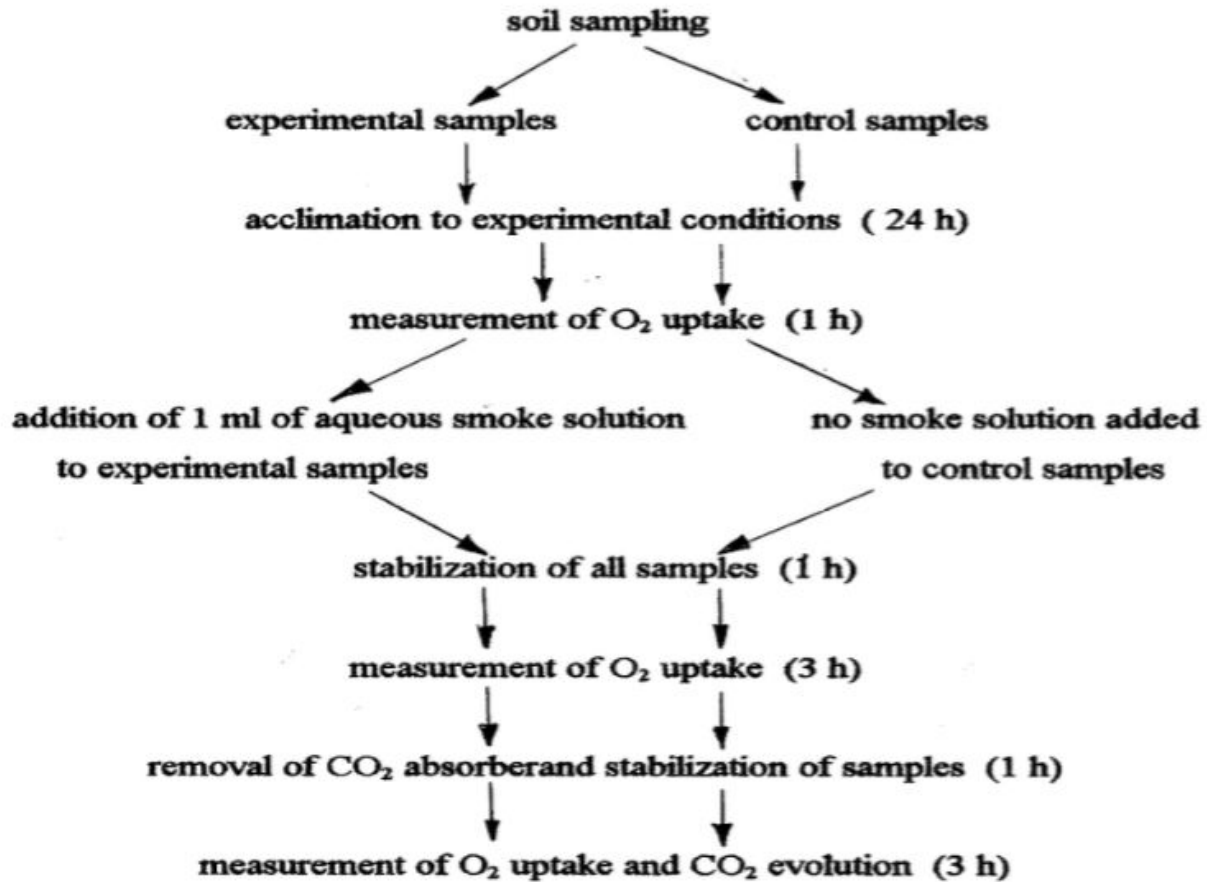 soil sampling
experimental samples control samples
acclimation to experimental conditions ( 24 h)
measurement of O₂ uptake (1 h)
addition of 1 ml of aqueous smoke solution no smoke solution added
to experimental samples to control samples
stabilization of all samples (1 h)
measurement of O₂ uptake (3 h)
removal of CO₂ absorberand stabilization of samples (1 h)
measurement of O₂ uptake and CO₂ evolution (3 h)